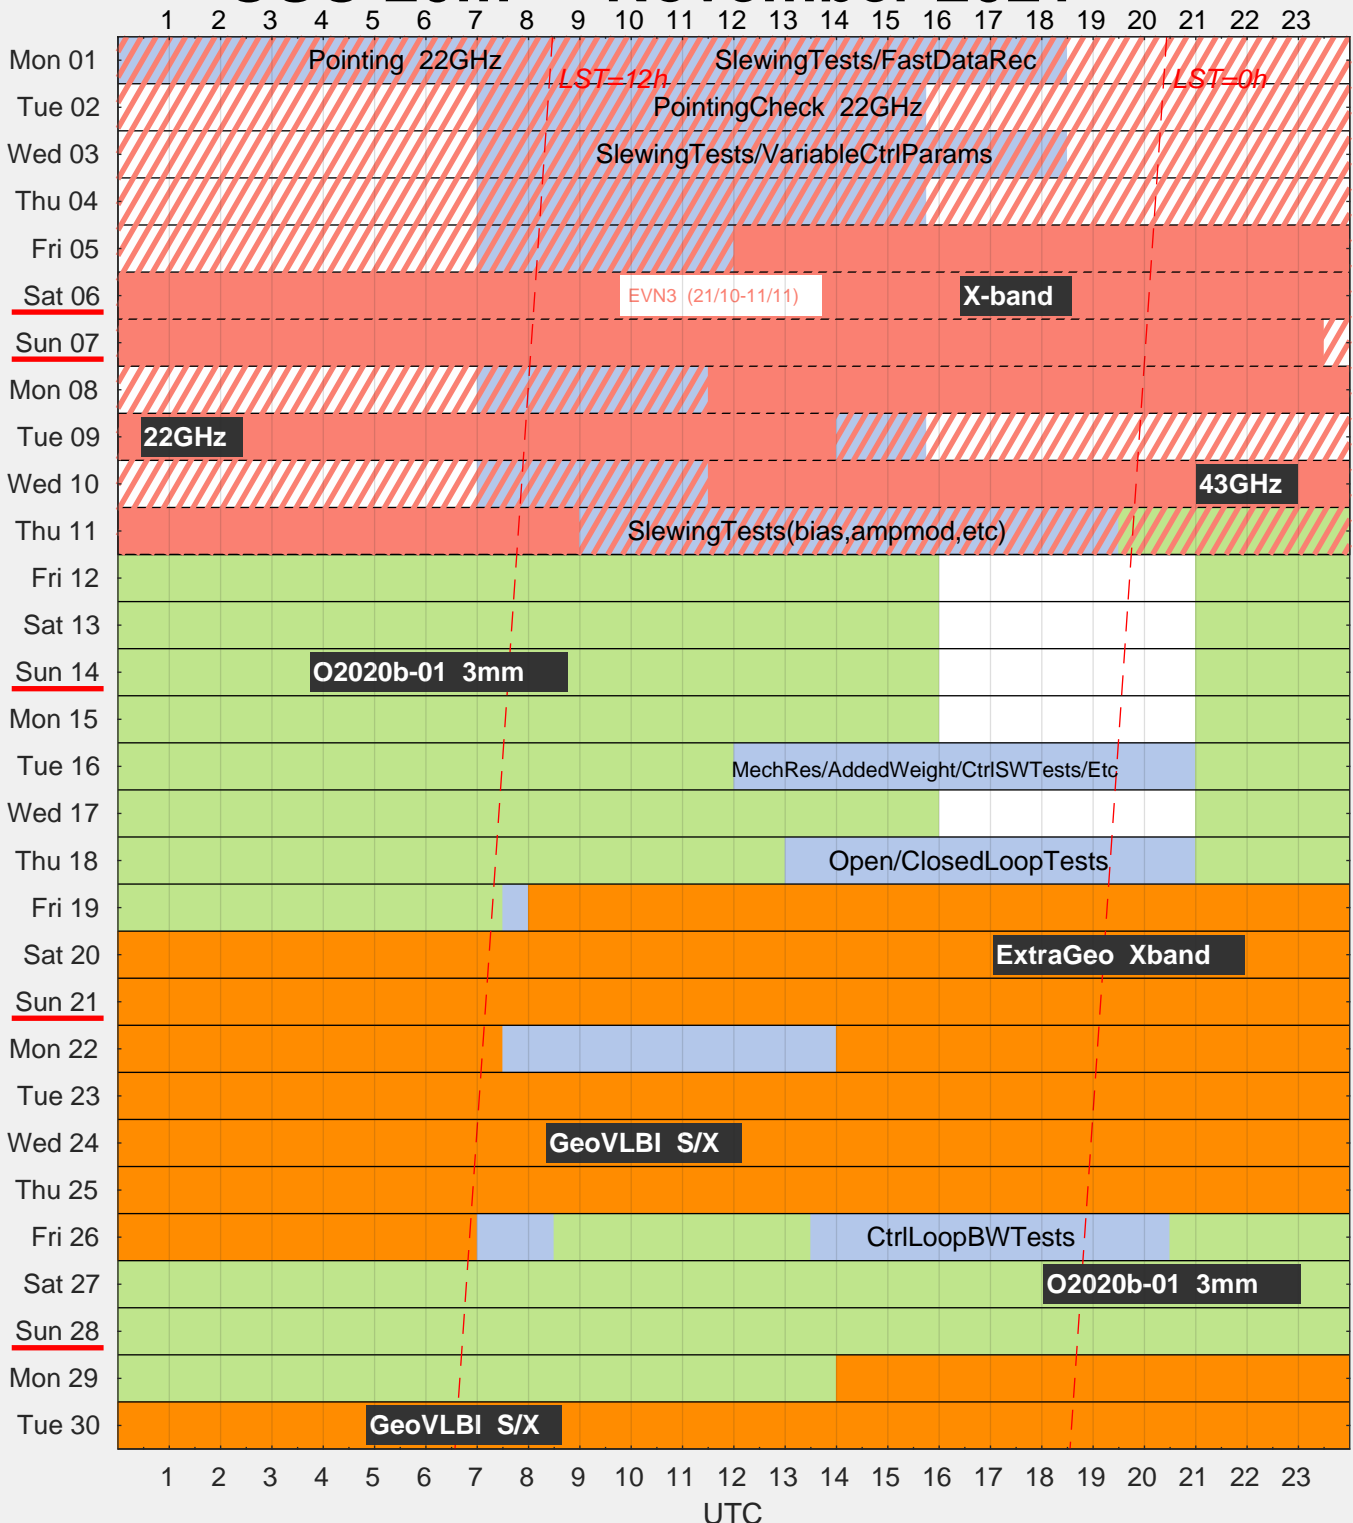 1 2 3 4 5 6 7 8 9 10 11 12 13 14 15 16 17 18 19 20 21 22 23
Mon 01 Pointing 22GHz SlewingTests/FastDataRec
LST=12h LST=0h
Tue 02 PointingCheck 22GHz
Wed 03 SlewingTests/VariableCtrlParams
Thu 04
Fri 05
Sat 06 EVN3 (21/10-11/11) X-band
Sun 07
Mon 08
Tue 09 22GHz
Wed 10 43GHz
Thu 11 SlewingTests(bias,ampmod,etc)
Fri 12
Sat 13
Sun 14 O2020b-01 3mm
Mon 15
Tue 16 MechRes/AddedWeight/CtrlSWTests/Etc
Wed 17
Thu 18 Open/ClosedLoopTests
Fri 19
Sat 20 ExtraGeo Xband
Sun 21
Mon 22
Tue 23
Wed 24 GeoVLBI S/X
Thu 25
Fri 26 CtrlLoopBWTests
Sat 27 O2020b-01 3mm
Sun 28
Mon 29
Tue 30 GeoVLBI S/X
1 2 3 4 5 6 7 8 9 10 11 12 13 14 15 16 17 18 19 20 21 22 23
UTC